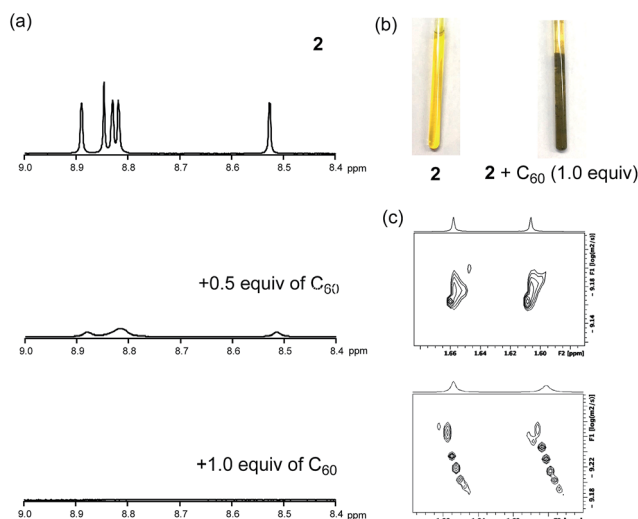 (a)
2
9.0 8.9 8.8 8.7 8.6 8.5 8.4 ppm
+0.5 equiv of C60
9.0 8.9 8.8 8.7 8.6 8.5 8.4 ppm
+1.0 equiv of C60
9.0 8.9 8.8 8.7 8.6 8.5 8.4 ppm
(b)
2
2 + C60 (1.0 equiv)
(c)
F1 [log(m2/s)]
- 9.18
- 9.14
1.66 1.64 1.62 1.60 F2 [ppm]
F1 [log(m2/s)]
- 9.22
- 9.18